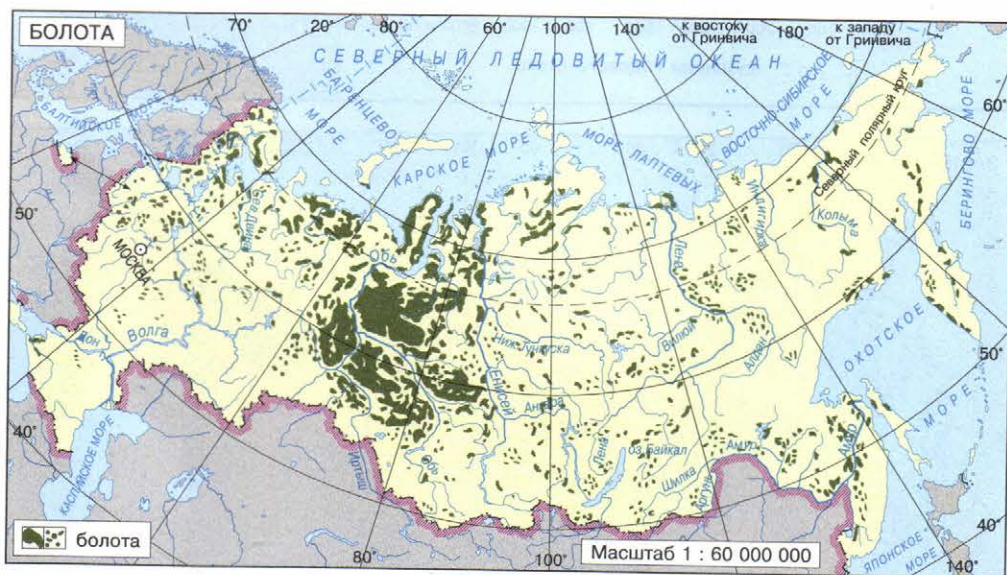 БОЛОТА
70°
20°
80°
60°
100°
140°
к востоку
от Гринвича
180°
к западу
от Гринвича
СЕВЕРНЫЙ ЛЕДОВИТЫЙ ОКЕАН
БАЛТИЙСКОЕ МОРЕ
БАРЕНЦЕВО
МОРЕ
КАРСКОЕ МОРЕ
МОРЕ ЛАПТЕВЫХ
ВОСТОЧНО-СИБИРСКОЕ
МОРЕ
Северный полярный круг
60°
БЕРИНГОВО МОРЕ
50°
МОСКВА
Сев. Двина
Обь
Лена
Индигирка
Колыма
Дон
Волга
Ниж. Тунгуска
Вилюй
Алдан
ОХОТСКОЕ
МОРЕ
50°
Енисей
Ангара
40°
КАСПИЙСКОЕ МОРЕ
Иртыш
Обь
Лена
оз. Байкал
Шилка
Аргунь
Амур
Амур
40°
болота
80°
100°
Масштаб 1 : 60 000 000
ЯПОНСКОЕ
МОРЕ
140°